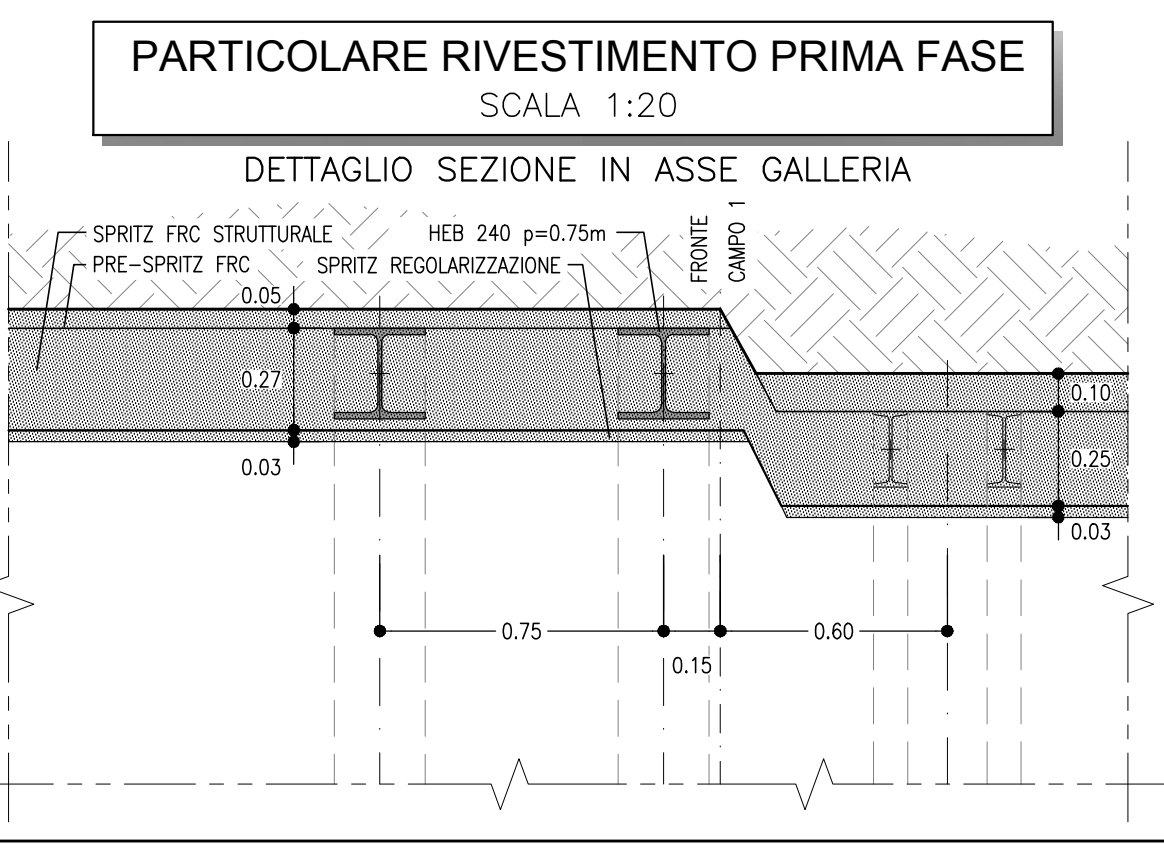 PARTICOLARE RIVESTIMENTO PRIMA FASE
SCALA 1:20
DETTAGLIO SEZIONE IN ASSE GALLERIA
SPRITZ FRC STRUTTURALE
HEB 240 p=0.75m
PRE-SPRITZ FRC
SPRITZ REGOLARIZZAZIONE
FRONTE
CAMPO 1
0.05
0.27
0.03
0.10
0.25
0.03
0.75
0.15
0.60